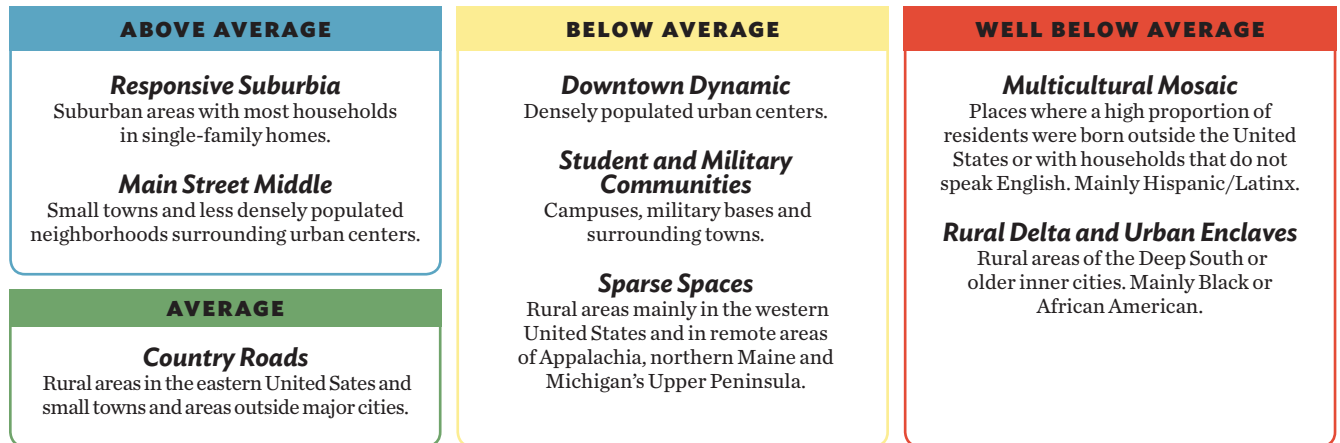 ABOVE AVERAGE
Responsive Suburbia
Suburban areas with most households
in single-family homes.
Main Street Middle
Small towns and less densely populated
neighborhoods surrounding urban centers.
AVERAGE
Country Roads
Rural areas in the eastern United Sates and
small towns and areas outside major cities.
BELOW AVERAGE
Downtown Dynamic
Densely populated urban centers.
Student and Military
Communities
Campuses, military bases and
surrounding towns.
Sparse Spaces
Rural areas mainly in the western
United States and in remote areas
of Appalachia, northern Maine and
Michigan’s Upper Peninsula.
WELL BELOW AVERAGE
Multicultural Mosaic
Places where a high proportion of
residents were born outside the United
States or with households that do not
speak English. Mainly Hispanic/Latinx.
Rural Delta and Urban Enclaves
Rural areas of the Deep South or
older inner cities. Mainly Black or
African American.